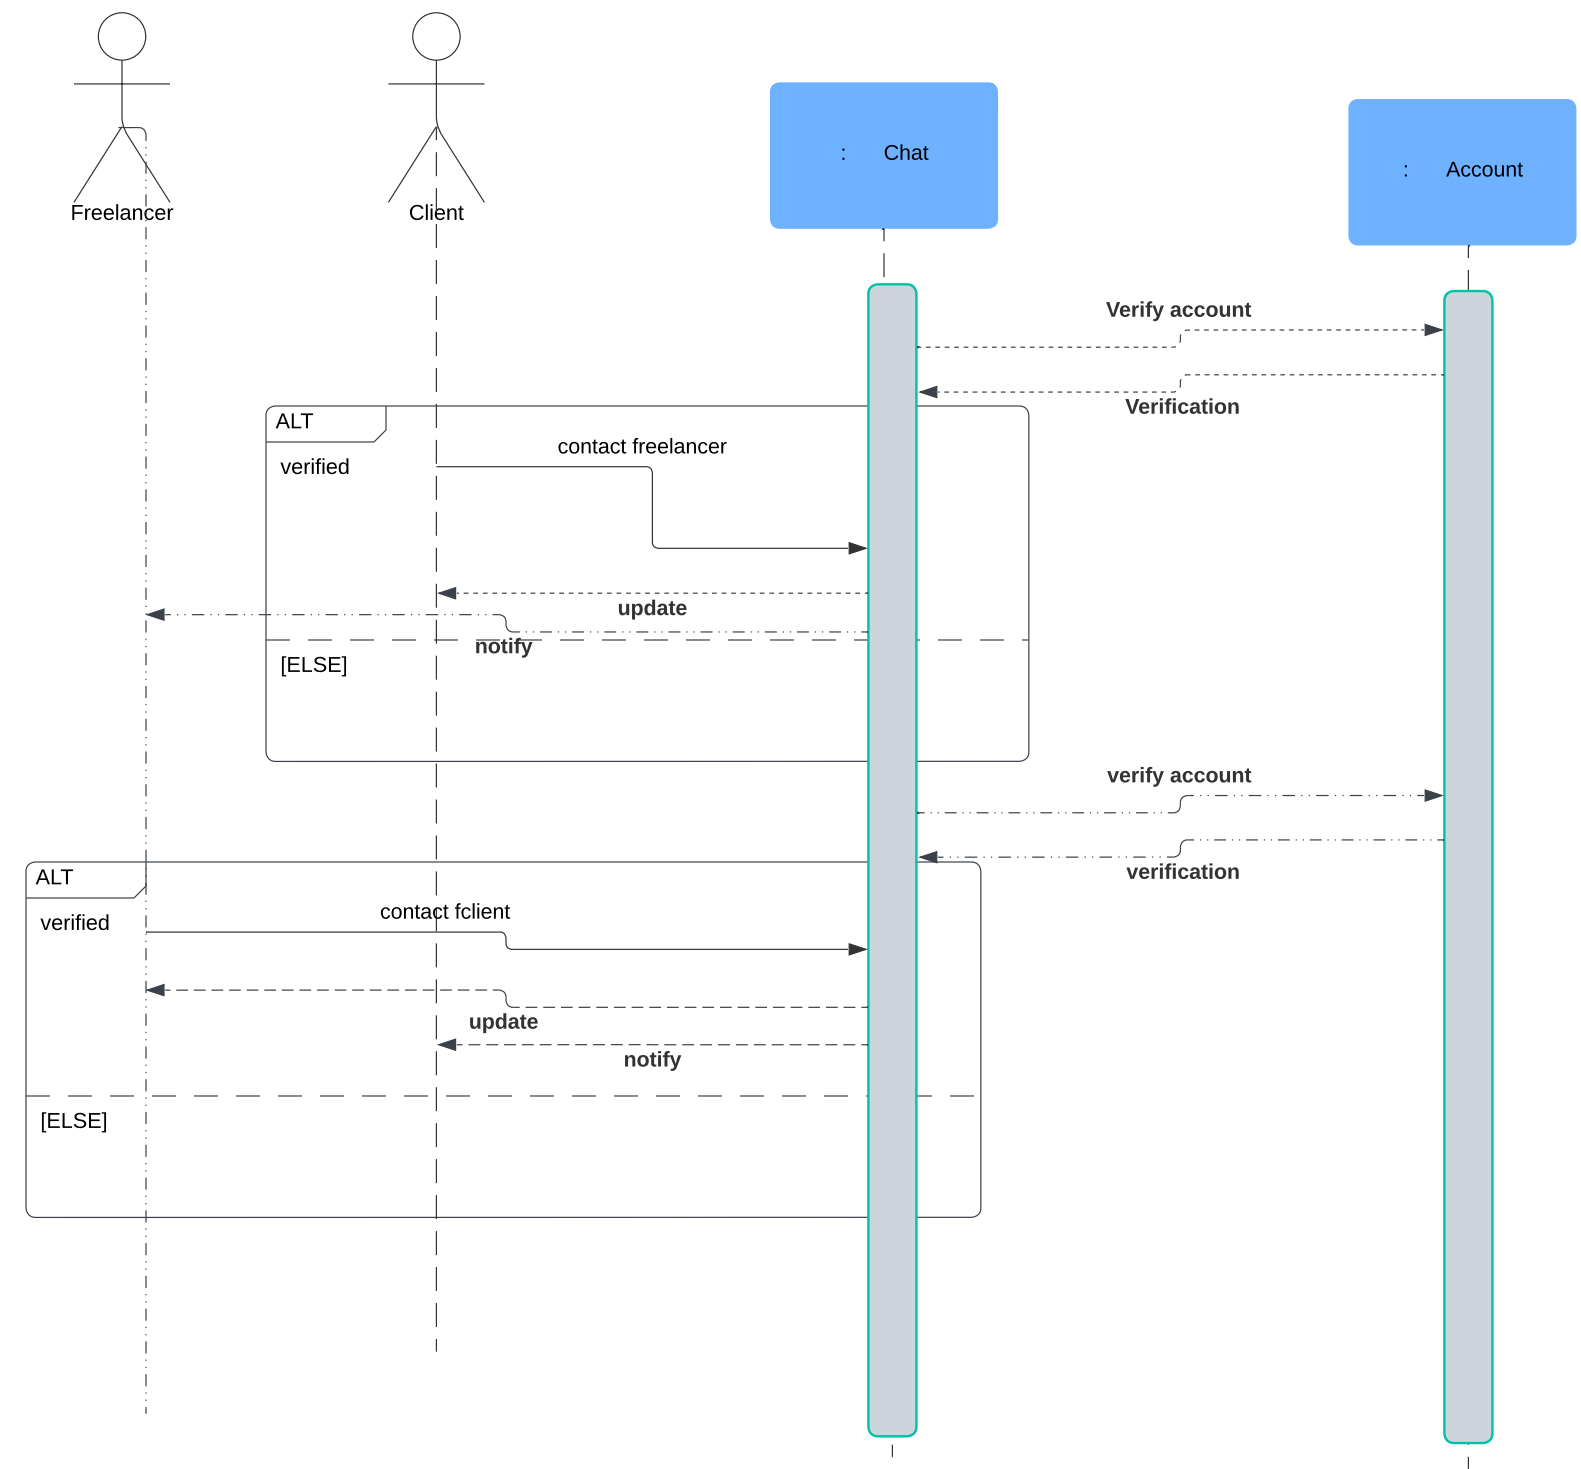 Freelancer
Client
: Chat
: Account
Verify account
Verification
ALT
verified
contact freelancer
update
notify
[ELSE]
verify account
verification
ALT
verified
contact fclient
update
notify
[ELSE]